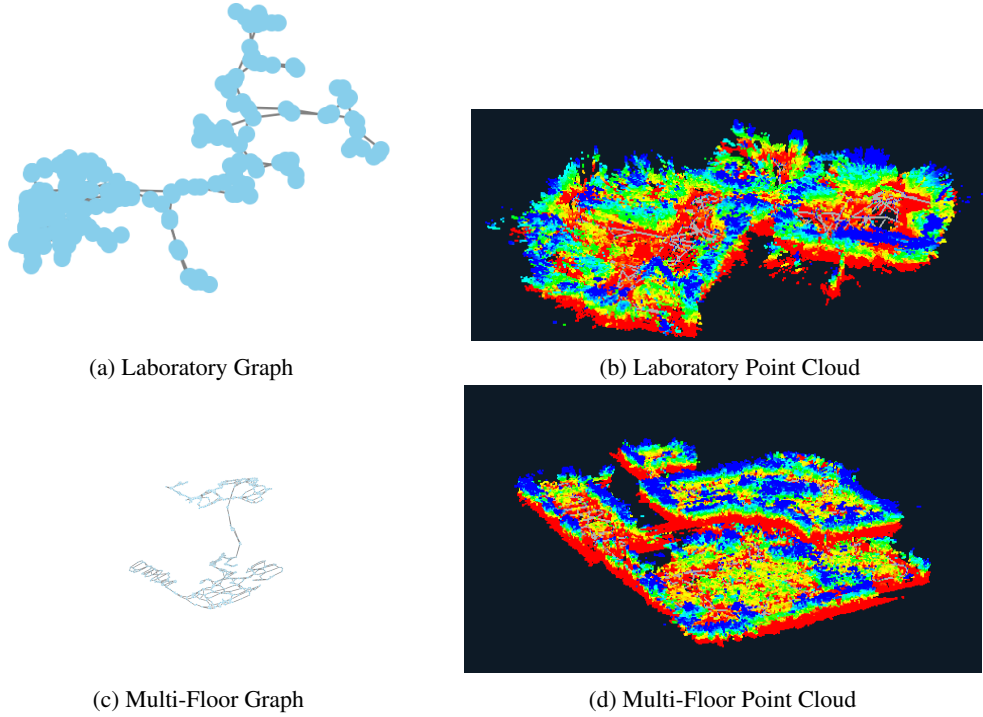 (a) Laboratory Graph
(b) Laboratory Point Cloud
(c) Multi-Floor Graph
(d) Multi-Floor Point Cloud